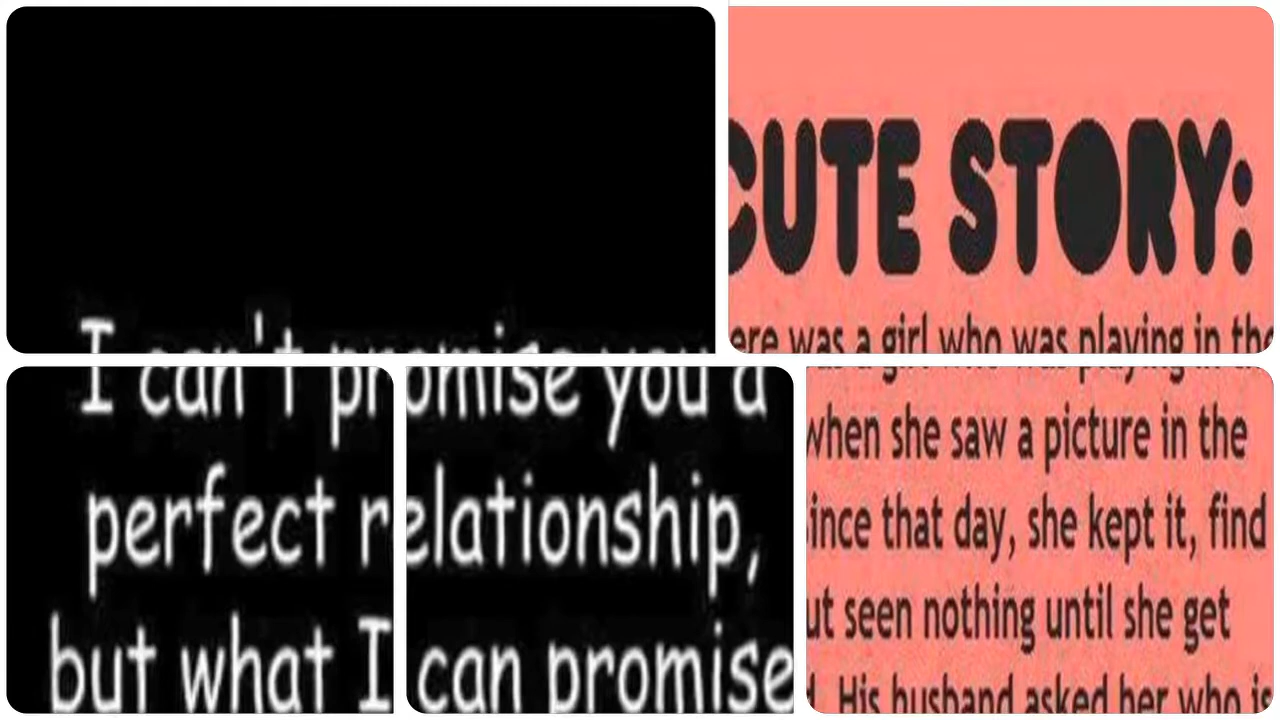 I can't promise you a
perfect relationship,
but what I can promise
CUTE STORY:
ere was a girl who was playing in the
when she saw a picture in the
ince that day, she kept it, find
ut seen nothing until she get
His husband asked her who is